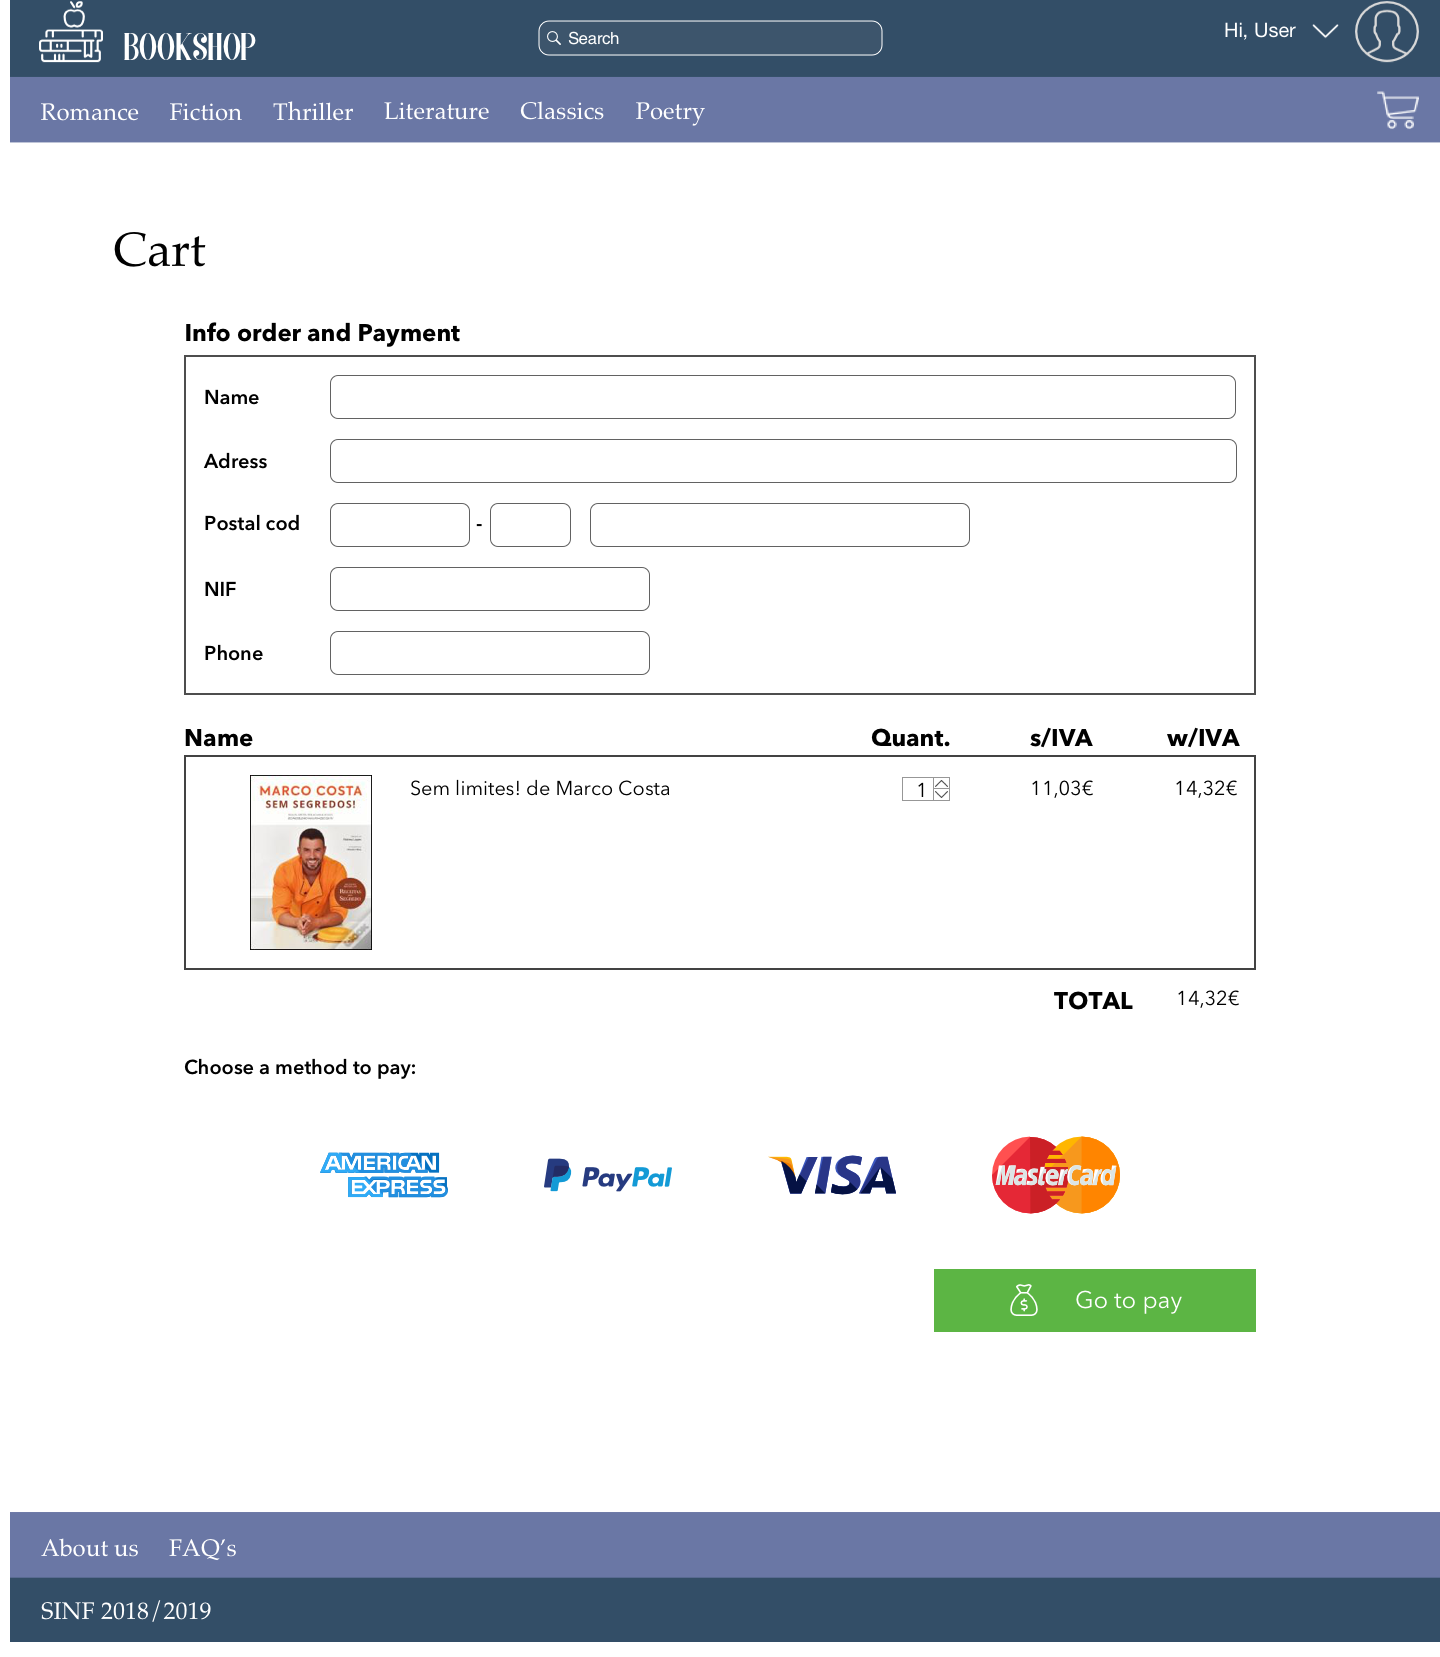 BOOKSHOP
Search
Hi, User
Romance Fiction Thriller Literature Classics Poetry
Cart
Info order and Payment
Name
Adress
Postal cod -
NIF
Phone
Name Quant. s/IVA w/IVA
MARCO COSTA
SEM SEGREDOS!
Sem limites! de Marco Costa 1 11,03€ 14,32€
TOTAL 14,32€
Choose a method to pay:
AMERICAN
EXPRESS
PayPal
VISA
MasterCard
$ Go to pay
About us FAQ’s
SINF 2018/2019